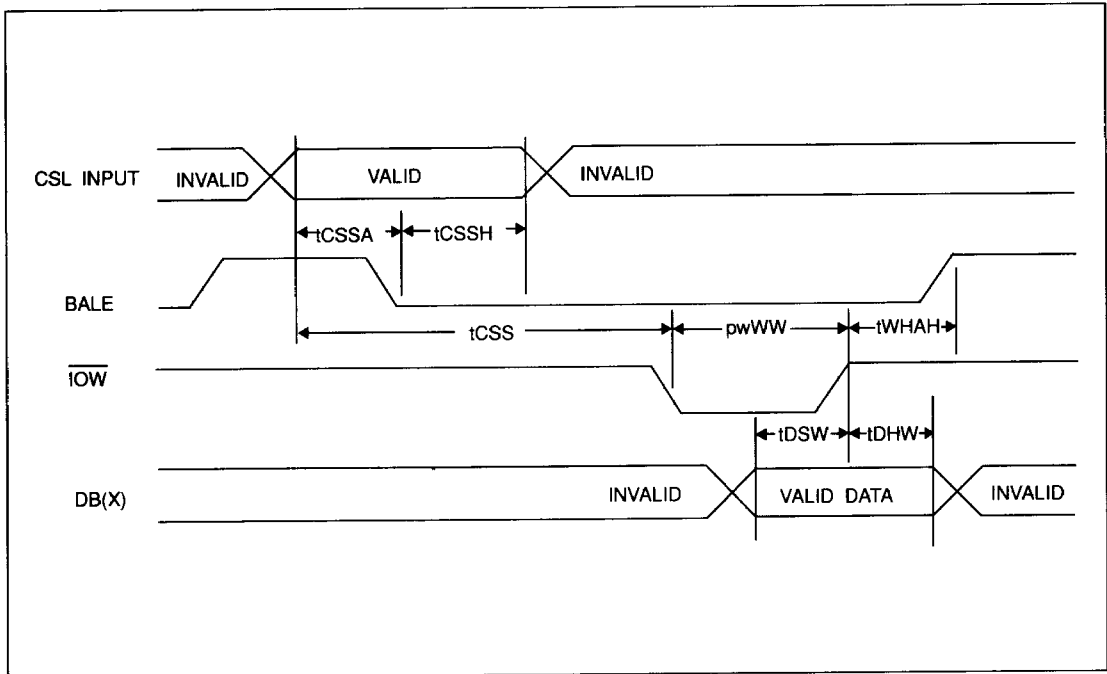 CSL INPUT INVALID VALID INVALID
tCSSA tCSSH
BALE
tCSS pwWW tWHAH
IOW
tDSW tDHW
DB(X) INVALID VALID DATA INVALID